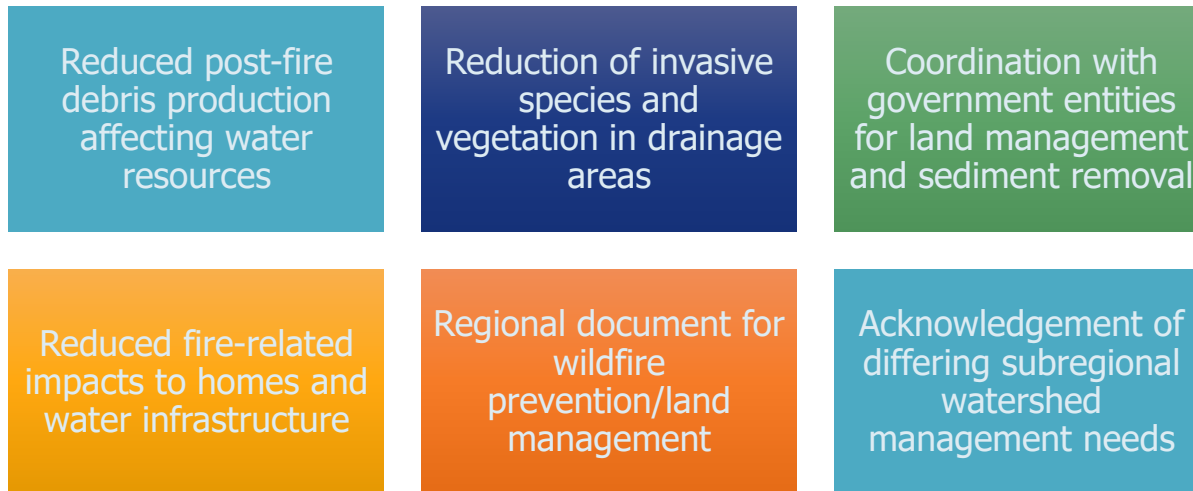 Reduced post-fire
debris production
affecting water
resources
Reduction of invasive
species and
vegetation in drainage
areas
Coordination with
government entities
for land management
and sediment removal
Reduced fire-related
impacts to homes and
water infrastructure
Regional document for
wildfire
prevention/land
management
Acknowledgement of
differing subregional
watershed
management needs